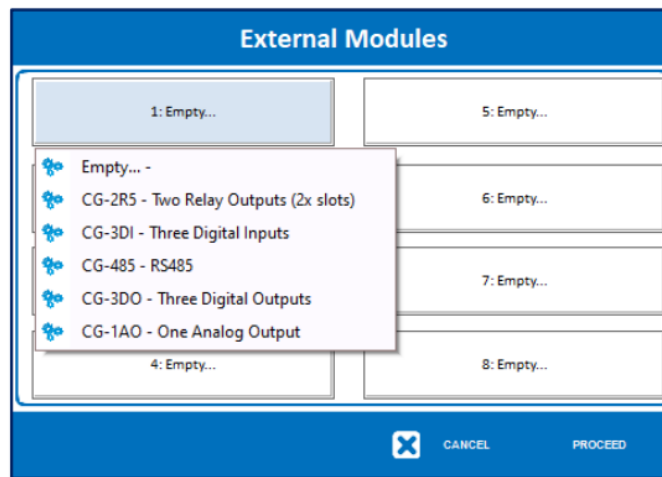 External Modules
1: Empty...
5: Empty...
Empty... -
CG-2R5 - Two Relay Outputs (2x slots)
6: Empty...
CG-3DI - Three Digital Inputs
CG-485 - RS485
7: Empty...
CG-3DO - Three Digital Outputs
CG-1AO - One Analog Output
4: Empty...
8: Empty...
CANCEL
PROCEED